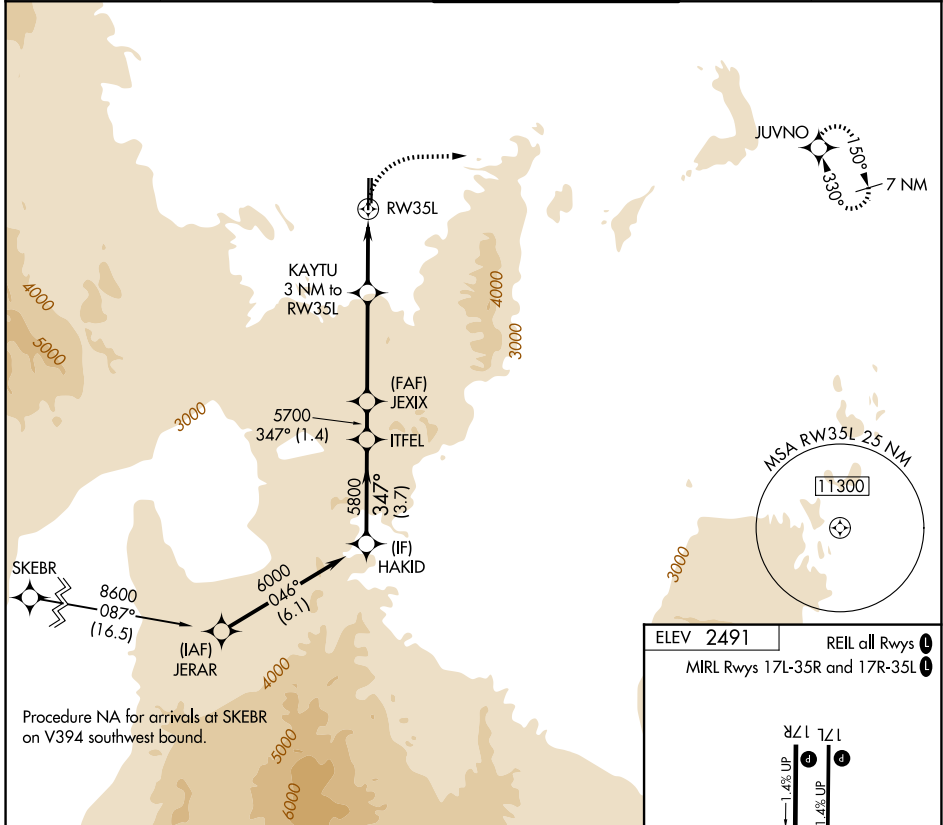 JUVNO
150°
330°
7 NM
RW35L
KAYTU
3 NM to
RW35L
4000
5000
4000
3000
3000
(FAF)
JEXIX
5700
347° (1.4)
ITFEL
5800
347°
(3.7)
(IF)
HAKID
MSA RW35L 25 NM
11300
3000
SKEBR
8600
087°
(16.5)
6000
046°
(6.1)
(IAF)
JERAR
4000
5000
6000
Procedure NA for arrivals at SKEBR
on V394 southwest bound.
ELEV 2491
REIL all Rwys L
MIRL Rwys 17L-35R and 17R-35L L
17R
17L
P
P
1.4% UP
1.4% UP